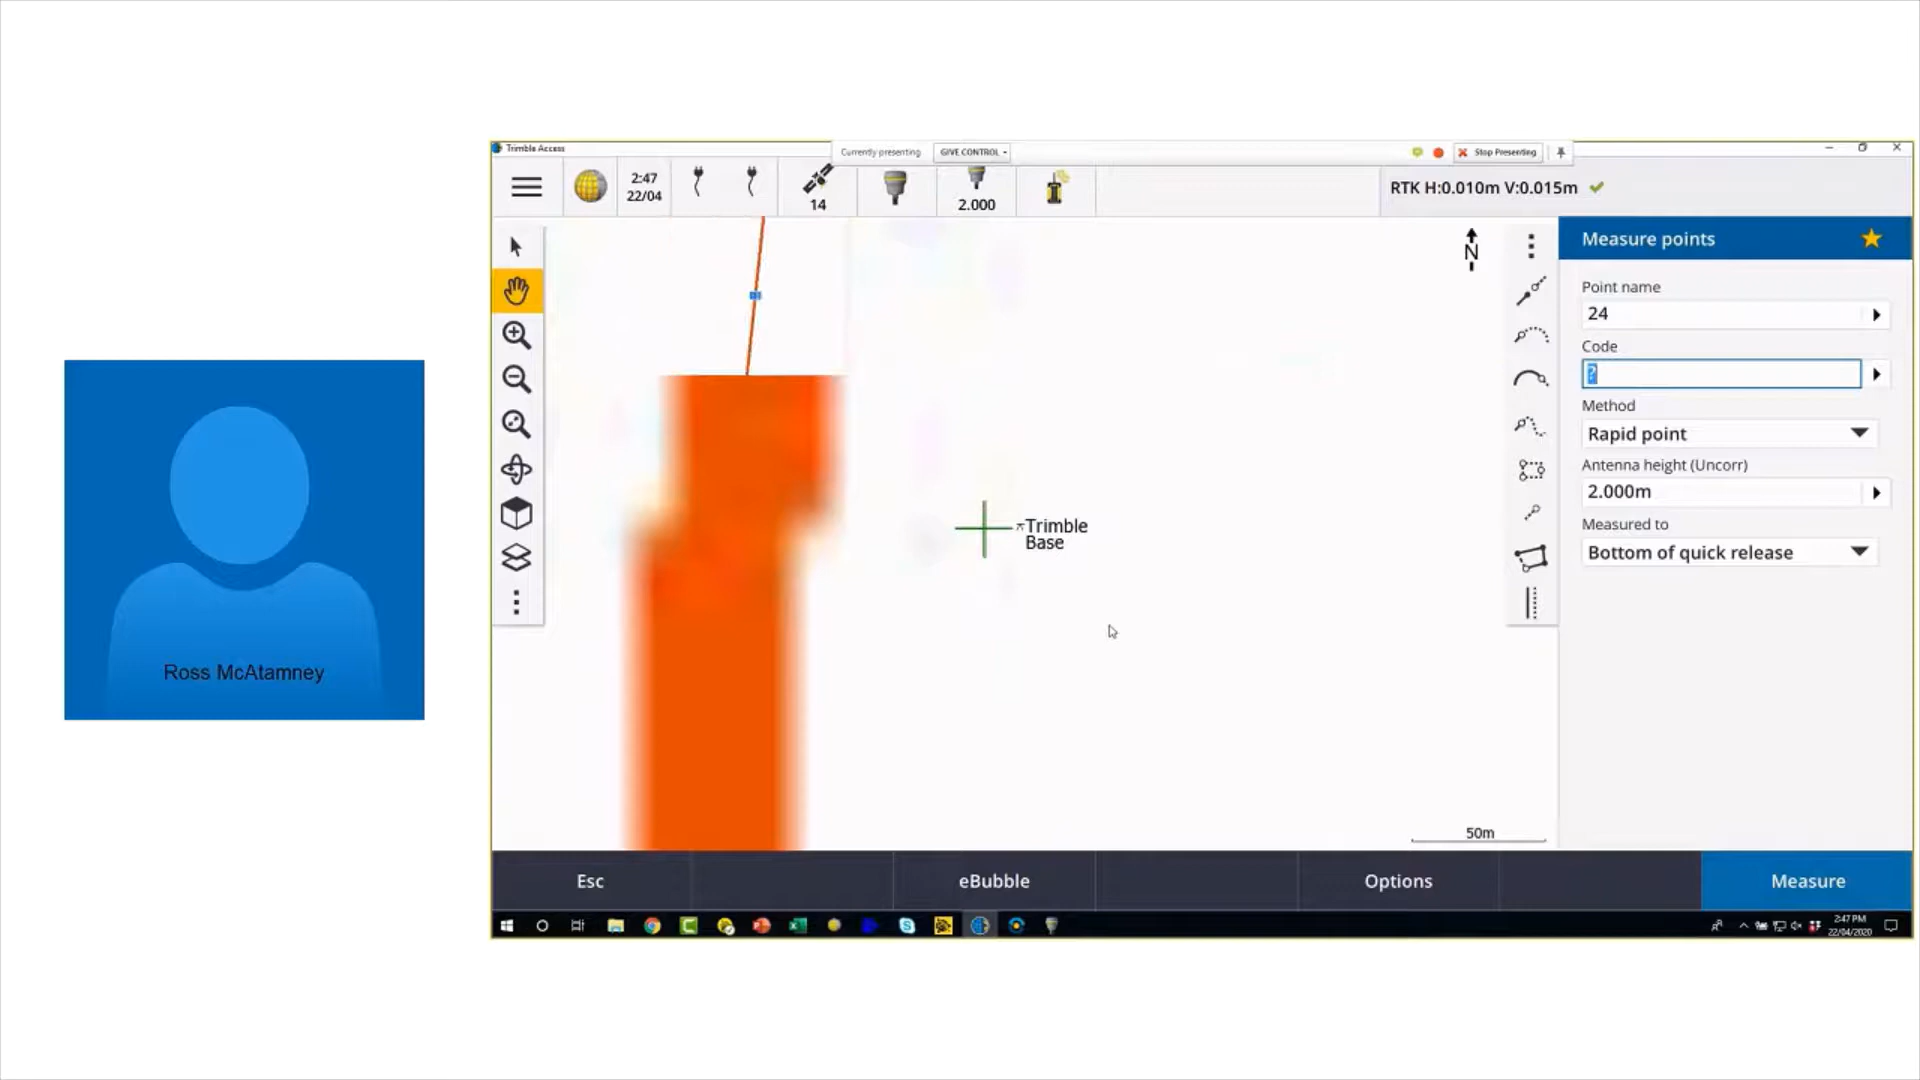 Trimble Access
Currently presenting
GIVE CONTROL
Stop Presenting
2:47
22/04
14
2.000
RTK H:0.010m V:0.015m
N
Measure points
Point name
24
Code
?
Method
Rapid point
Antenna height (Uncorr)
2.000m
Measured to
Bottom of quick release
Trimble
Base
Ross McAtamney
50m
Esc
eBubble
Options
Measure
2:47 PM
22/04/2020